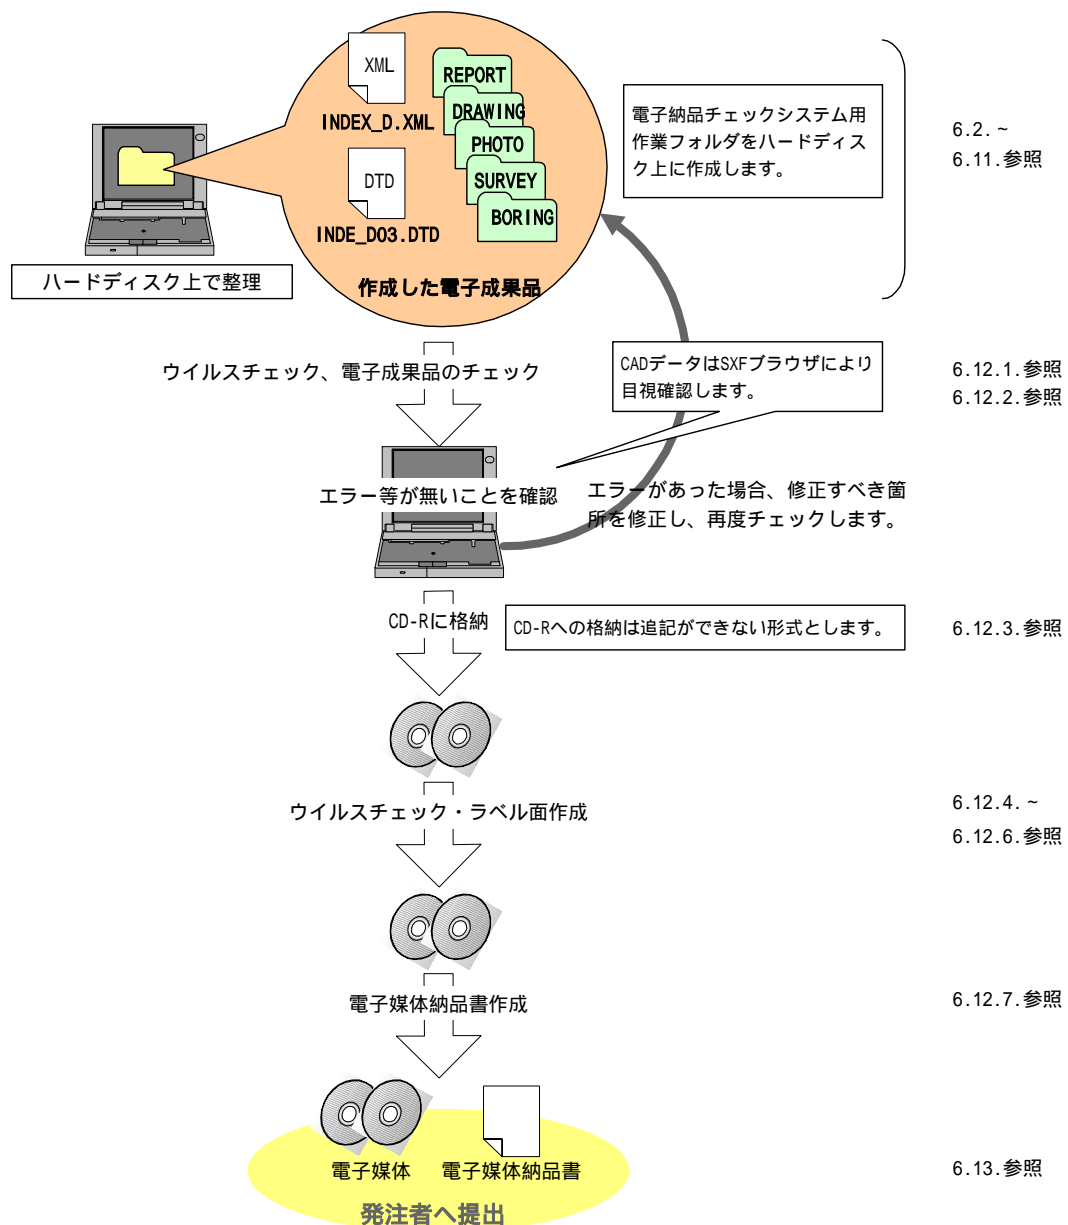 XML
INDEX_D.XML
DTD
INDE_D03.DTD
REPORT
DRAWING
PHOTO
SURVEY
BORING
作成した電子成果品
ハードディスク上で整理
電子納品チェックシステム用
作業フォルダをハードディス
ク上に作成します。
6.2.~
6.11.参照
ウイルスチェック、電子成果品のチェック
CADデータはSXFブラウザにより
目視確認します。
6.12.1.参照
6.12.2.参照
エラー等が無いことを確認
エラーがあった場合、修正すべき箇
所を修正し、再度チェックします。
CD-Rに格納
CD-Rへの格納は追記ができない形式とします。
6.12.3.参照
ウイルスチェック・ラベル面作成
6.12.4.~
6.12.6.参照
電子媒体納品書作成
6.12.7.参照
電子媒体
電子媒体納品書
6.13.参照
発注者へ提出